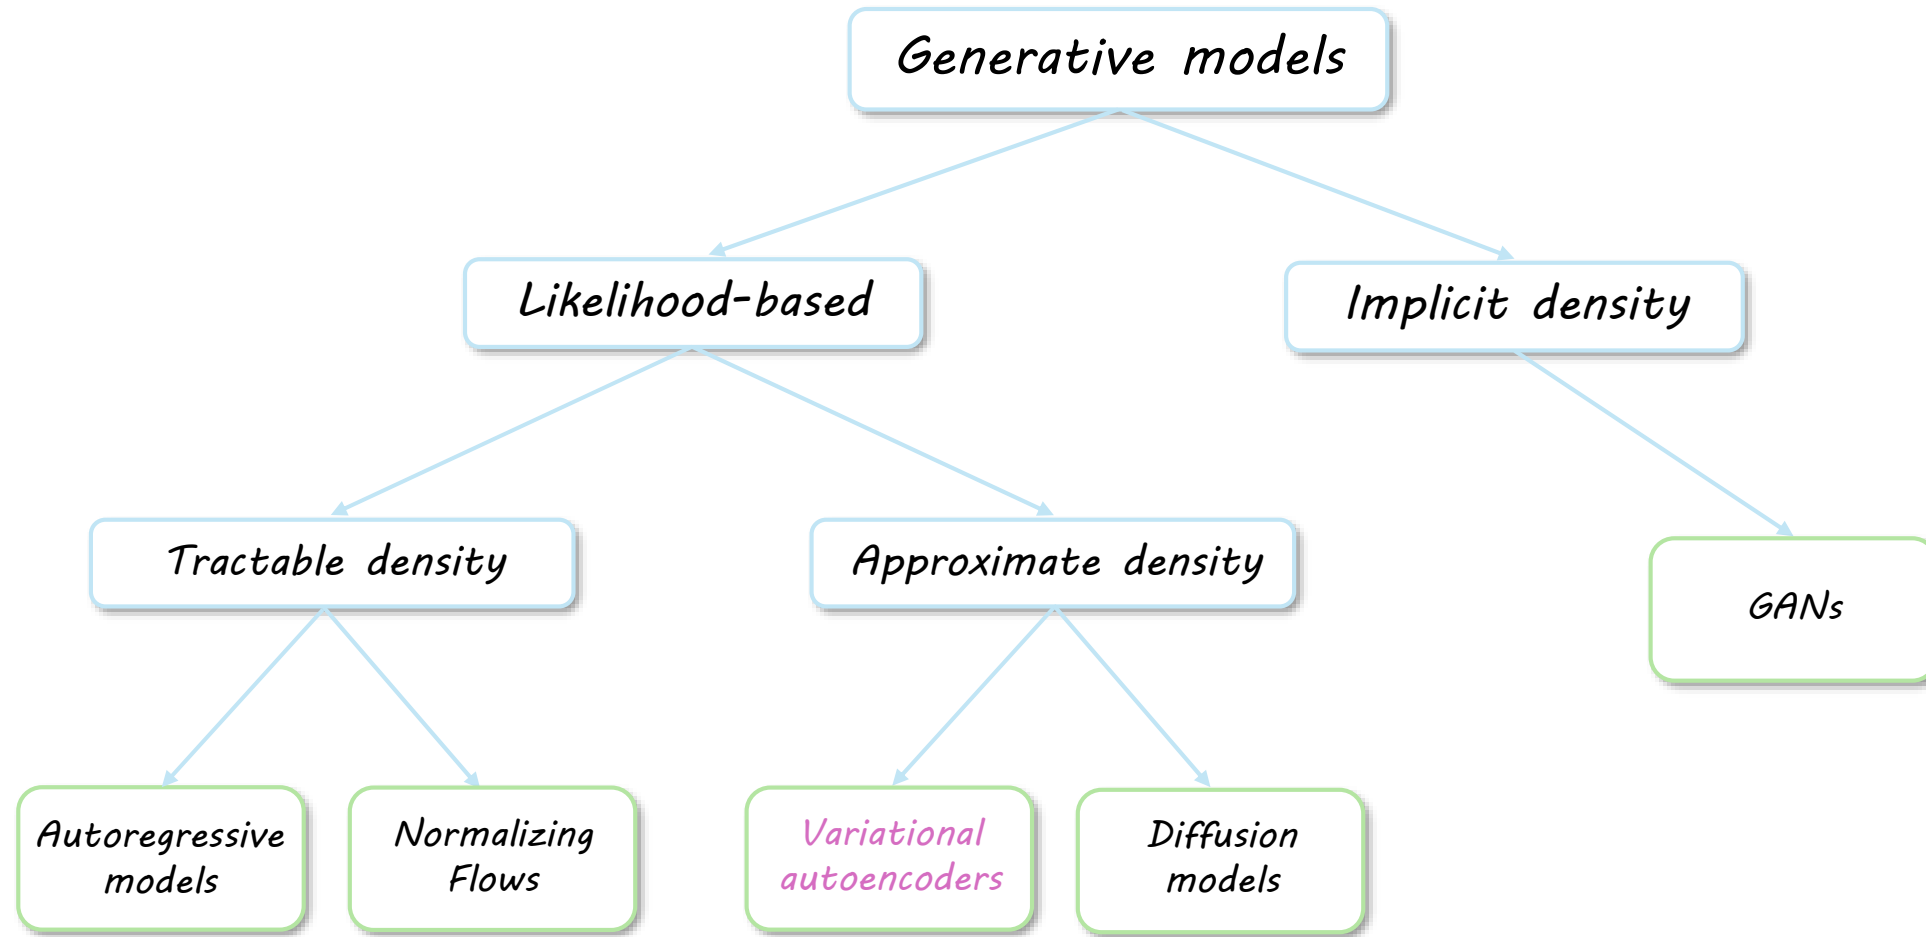 Generative models
Likelihood-based
Implicit density
Tractable density
Approximate density
GANs
Autoregressive
models
Normalizing
Flows
Variational
autoencoders
Diffusion
models